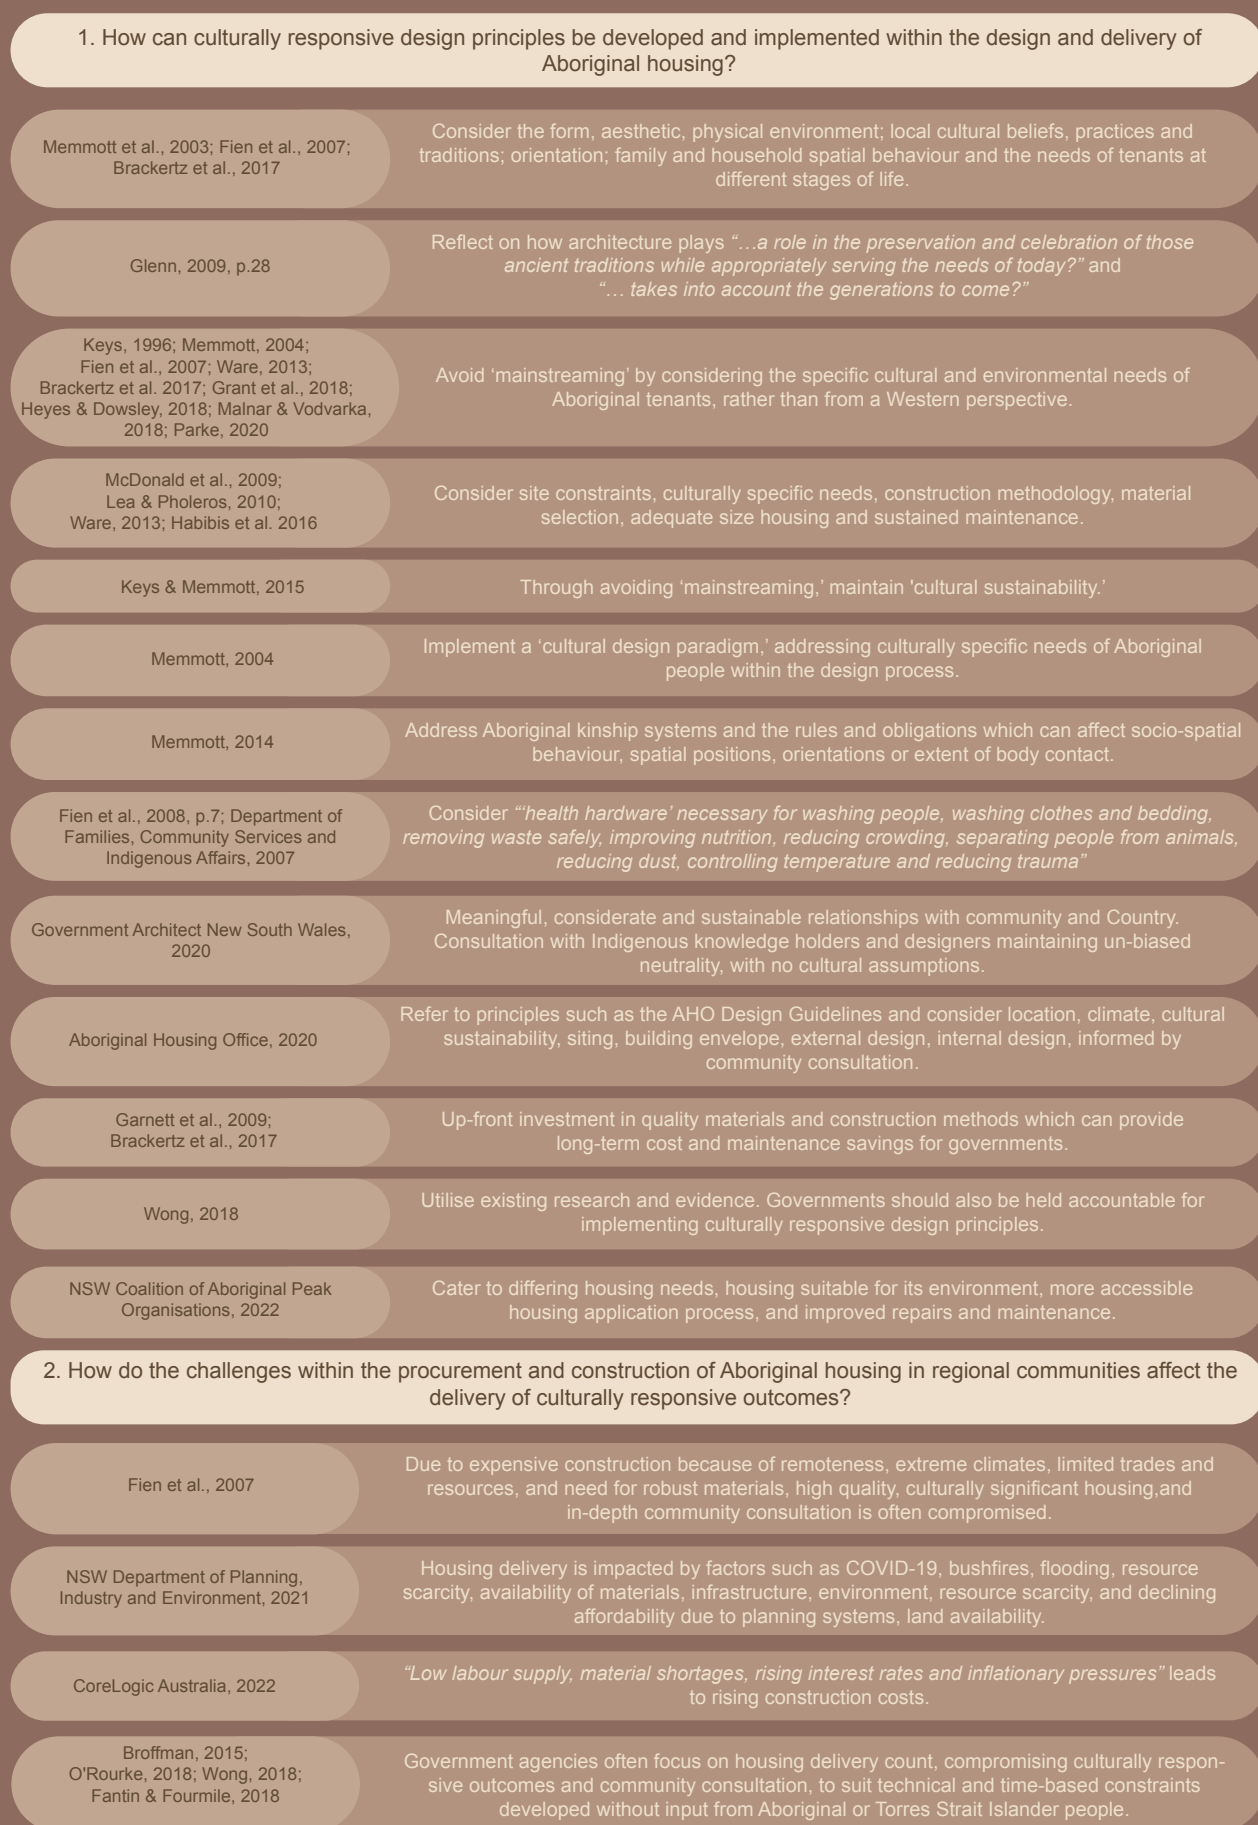 1. How can culturally responsive design principles be developed and implemented within the design and delivery of
Aboriginal housing?
Memmott et al., 2003; Fien et al., 2007;
Brackertz et al., 2017
Consider the form, aesthetic, physical environment; local cultural beliefs, practices and
traditions; orientation; family and household spatial behaviour and the needs of tenants at
different stages of life.
Glenn, 2009, p.28
Reflect on how architecture plays “…a role in the preservation and celebration of those
ancient traditions while appropriately serving the needs of today?” and
“… takes into account the generations to come?”
Keys, 1996; Memmott, 2004;
Fien et al., 2007; Ware, 2013;
Brackertz et al. 2017; Grant et al., 2018;
Heyes & Dowsley, 2018; Malnar & Vodvarka,
2018; Parke, 2020
Avoid ‘mainstreaming’ by considering the specific cultural and environmental needs of
Aboriginal tenants, rather than from a Western perspective.
McDonald et al., 2009;
Lea & Pholeros, 2010;
Ware, 2013; Habibis et al. 2016
Consider site constraints, culturally specific needs, construction methodology, material
selection, adequate size housing and sustained maintenance.
Keys & Memmott, 2015
Through avoiding ‘mainstreaming,’ maintain 'cultural sustainability.’
Memmott, 2004
Implement a ‘cultural design paradigm,’ addressing culturally specific needs of Aboriginal
people within the design process.
Memmott, 2014
Address Aboriginal kinship systems and the rules and obligations which can affect socio-spatial
behaviour, spatial positions, orientations or extent of body contact.
Fien et al., 2008, p.7; Department of
Families, Community Services and
Indigenous Affairs, 2007
Consider “‘health hardware’ necessary for washing people, washing clothes and bedding,
removing waste safely, improving nutrition, reducing crowding, separating people from animals,
reducing dust, controlling temperature and reducing trauma”
Government Architect New South Wales,
2020
Meaningful, considerate and sustainable relationships with community and Country.
Consultation with Indigenous knowledge holders and designers maintaining un-biased
neutrality, with no cultural assumptions.
Aboriginal Housing Office, 2020
Refer to principles such as the AHO Design Guidelines and consider location, climate, cultural
sustainability, siting, building envelope, external design, internal design, informed by
community consultation.
Garnett et al., 2009;
Brackertz et al., 2017
Up-front investment in quality materials and construction methods which can provide
long-term cost and maintenance savings for governments.
Wong, 2018
Utilise existing research and evidence. Governments should also be held accountable for
implementing culturally responsive design principles.
NSW Coalition of Aboriginal Peak
Organisations, 2022
Cater to differing housing needs, housing suitable for its environment, more accessible
housing application process, and improved repairs and maintenance.
2. How do the challenges within the procurement and construction of Aboriginal housing in regional communities affect the
delivery of culturally responsive outcomes?
Fien et al., 2007
Due to expensive construction because of remoteness, extreme climates, limited trades and
resources, and need for robust materials, high quality, culturally significant housing,and
in-depth community consultation is often compromised.
NSW Department of Planning,
Industry and Environment, 2021
Housing delivery is impacted by factors such as COVID-19, bushfires, flooding, resource
scarcity, availability of materials, infrastructure, environment, resource scarcity, and declining
affordability due to planning systems, land availability.
CoreLogic Australia, 2022
“Low labour supply, material shortages, rising interest rates and inflationary pressures” leads
to rising construction costs.
Broffman, 2015;
O'Rourke, 2018; Wong, 2018;
Fantin & Fourmile, 2018
Government agencies often focus on housing delivery count, compromising culturally respon-
sive outcomes and community consultation, to suit technical and time-based constraints
developed without input from Aboriginal or Torres Strait Islander people.